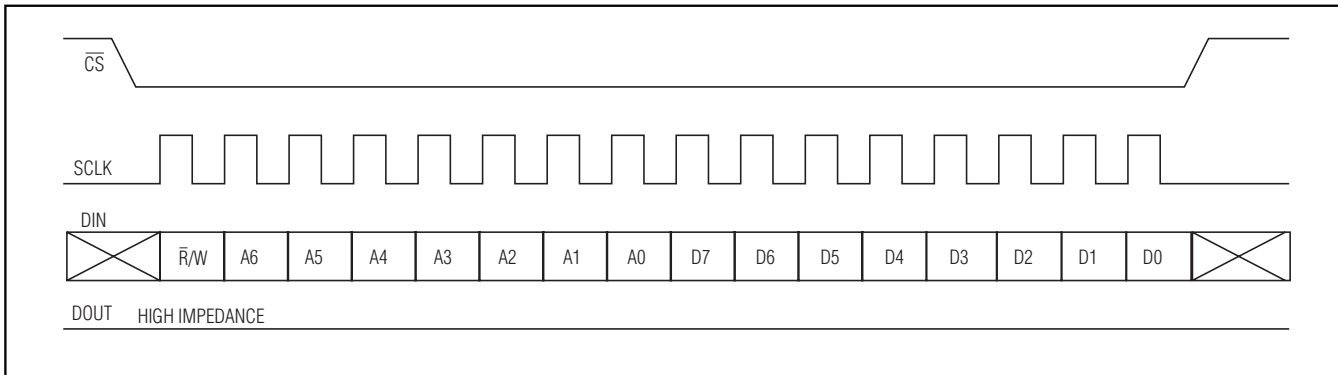 C̅S̅
SCLK
DIN
R̅/W A6 A5 A4 A3 A2 A1 A0 D7 D6 D5 D4 D3 D2 D1 D0
DOUT HIGH IMPEDANCE